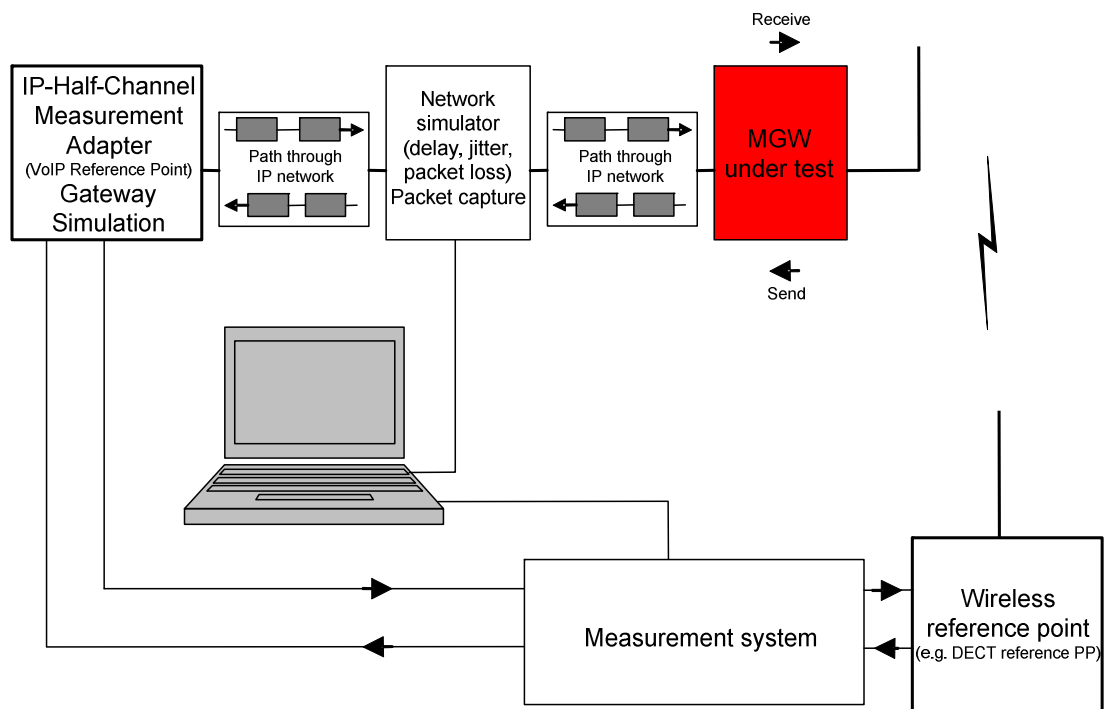 Receive
IP-Half-Channel
Measurement
Adapter
(VoIP Reference Point)
Gateway
Simulation
Path through
IP network
Network
simulator
(delay, jitter,
packet loss)
Packet capture
Path through
IP network
MGW
under test
Send
Measurement system
Wireless
reference point
(e.g. DECT reference PP)